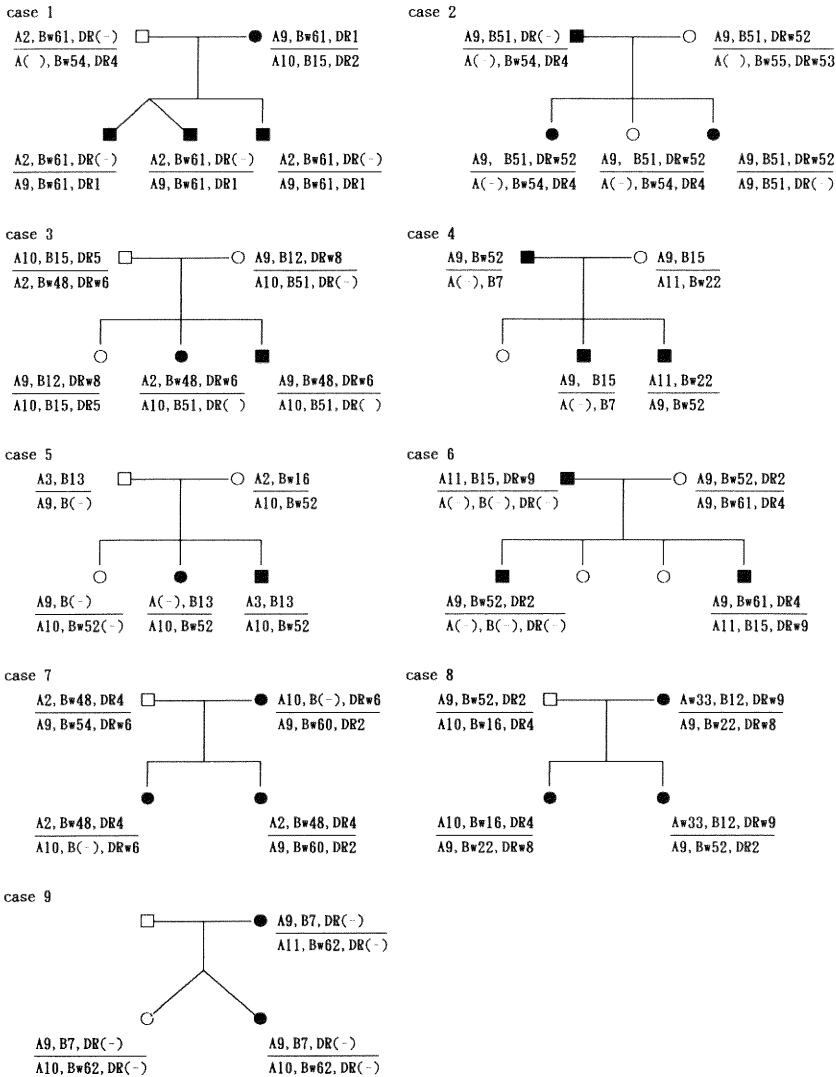 case 1
A2, Bw61, DR(-)
A( ), Bw54, DR4
A9, Bw61, DR1
A10, B15, DR2
A2, Bw61, DR(-)
A9, Bw61, DR1
A2, Bw61, DR(-)
A9, Bw61, DR1
A2, Bw61, DR(-)
A9, Bw61, DR1
case 2
A9, B51, DR(-)
A(-), Bw54, DR4
A9, B51, DRw52
A( ), Bw55, DRw53
A9, B51, DRw52
A(-), Bw54, DR4
A9, B51, DRw52
A(-), Bw54, DR4
A9, B51, DRw52
A9, B51, DR(-)
case 3
A10, B15, DR5
A2, Bw48, DRw6
A9, B12, DRw8
A10, B51, DR(-)
A9, B12, DRw8
A10, B15, DR5
A2, Bw48, DRw6
A10, B51, DR( )
A9, Bw48, DRw6
A10, B51, DR( )
case 4
A9, Bw52
A(-), B7
A9, B15
A11, Bw22
A9, B15
A(-), B7
A11, Bw22
A9, Bw52
case 5
A3, B13
A9, B(-)
A2, Bw16
A10, Bw52
A9, B(-)
A10, Bw52(-)
A(-), B13
A10, Bw52
A3, B13
A10, Bw52
case 6
A11, B15, DRw9
A(-), B(-), DR(-)
A9, Bw52, DR2
A9, Bw61, DR4
A9, Bw52, DR2
A(-), B(-), DR(-)
A9, Bw61, DR4
A11, B15, DRw9
case 7
A2, Bw48, DR4
A9, Bw54, DRw6
A10, B(-), DRw6
A9, Bw60, DR2
A2, Bw48, DR4
A10, B(-), DRw6
A2, Bw48, DR4
A9, Bw60, DR2
case 8
A9, Bw52, DR2
A10, Bw16, DR4
Aw33, B12, DRw9
A9, Bw22, DRw8
A10, Bw16, DR4
A9, Bw22, DRw8
Aw33, B12, DRw9
A9, Bw52, DR2
case 9
A9, B7, DR(-)
A11, Bw62, DR(-)
A9, B7, DR(-)
A10, Bw62, DR(-)
A9, B7, DR(-)
A10, Bw62, DR(-)